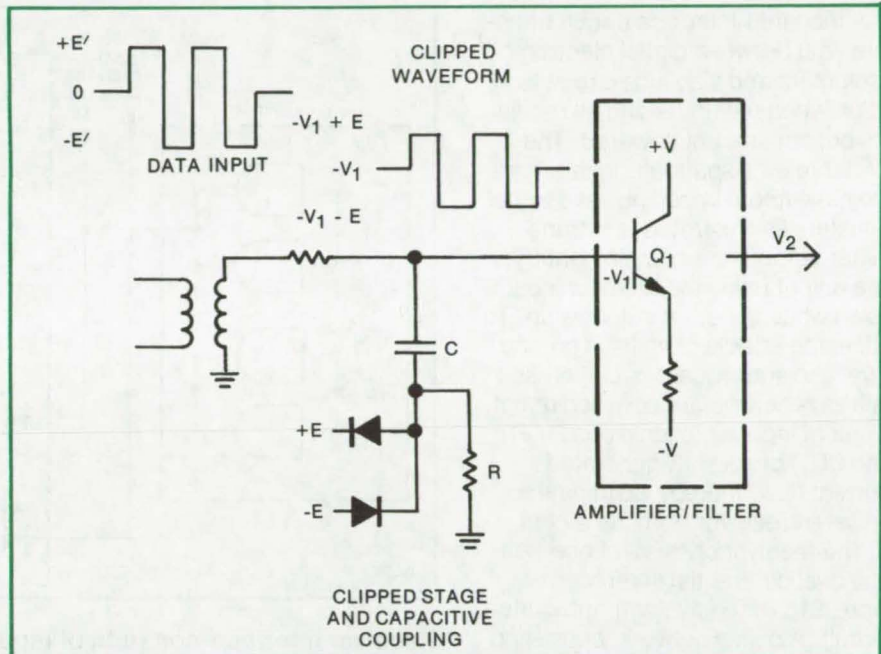 +E'
0
-E'
DATA INPUT
CLIPPED
WAVEFORM
-V₁ - E
-V₁
-V₁ - E
+V
Q₁
-V₁
-V
V₂
AMPLIFIER/FILTER
C
+E
-E
R
CLIPPED STAGE
AND CAPACITIVE
COUPLING